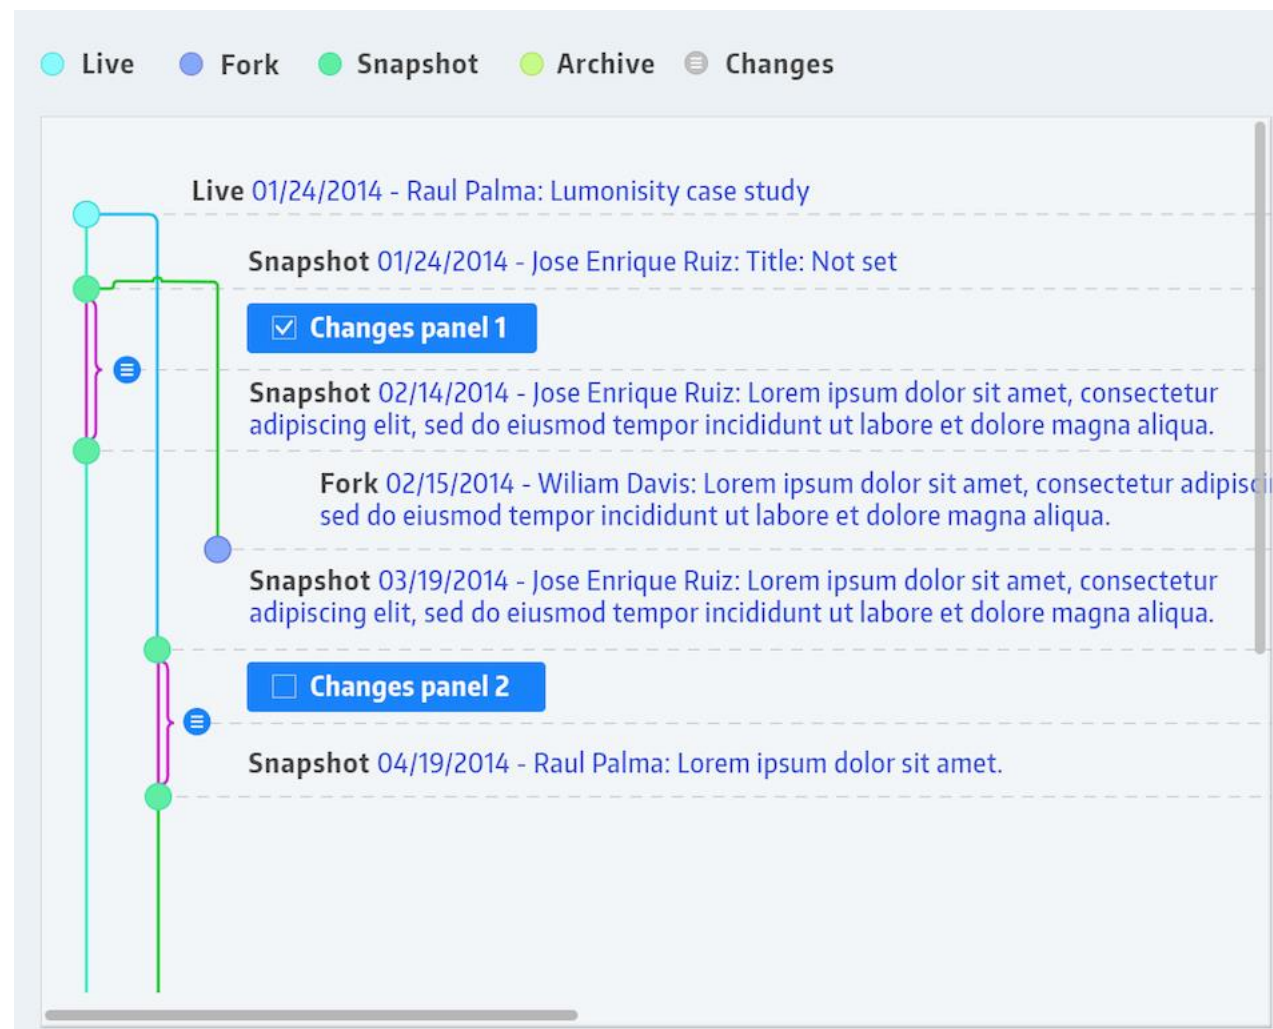 Live Fork Snapshot Archive Changes
Live 01/24/2014 - Raul Palma: Lumonisity case study
Snapshot 01/24/2014 - Jose Enrique Ruiz: Title: Not set
Changes panel 1
Snapshot 02/14/2014 - Jose Enrique Ruiz: Lorem ipsum dolor sit amet, consectetur
adipiscing elit, sed do eiusmod tempor incididunt ut labore et dolore magna aliqua.
Fork 02/15/2014 - Wiliam Davis: Lorem ipsum dolor sit amet, consectetur
sed do eiusmod tempor incididunt ut labore et dolore magna aliqua.
Snapshot 03/19/2014 - Jose Enrique Ruiz: Lorem ipsum dolor sit amet, consectetur
adipiscing elit, sed do eiusmod tempor incididunt ut labore et dolore magna aliqua.
Changes panel 2
Snapshot 04/19/2014 - Raul Palma: Lorem ipsum dolor sit amet.